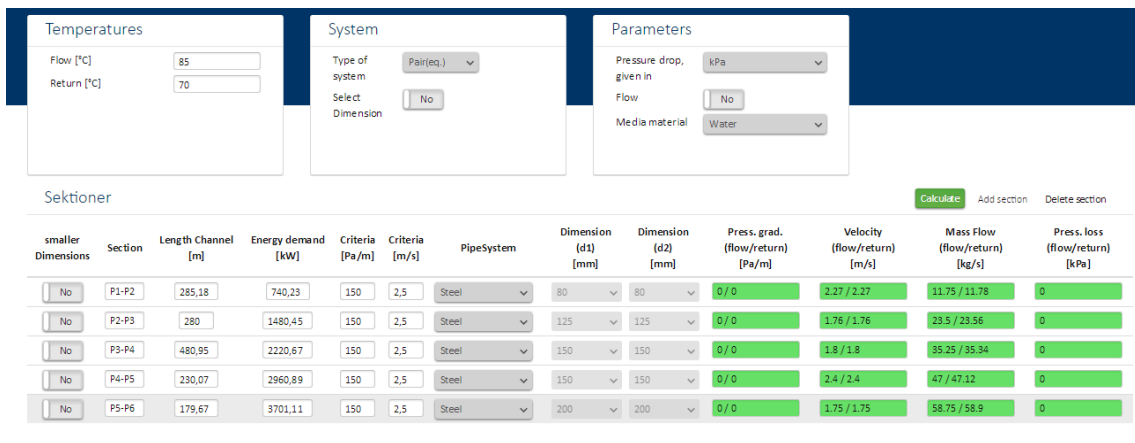 Temperatures
Flow [°C]
85
Return [°C]
70
System
Type of
system
Pair(eq.)
Select
Dimension
No
Parameters
Pressure drop,
given in
kPa
Flow
No
Media material
Water
Sektioner
Calculate Add section Delete section
smaller
Dimensions
Section
Length Channel
[m]
Energy demand
[kW]
Criteria
[Pa/m]
Criteria
[m/s]
PipeSystem
Dimension
(d1)
[mm]
Dimension
(d2)
[mm]
Press. grad.
(flow/return)
[Pa/m]
Velocity
(flow/return)
[m/s]
Mass Flow
(flow/return)
[kg/s]
Press. loss
(flow/return)
[kPa]
No P1-P2 285,18 740,23 150 2,5 Steel 80 80 0 / 0 2.27 / 2.27 11.75 / 11.78 0
No P2-P3 280 1480,45 150 2,5 Steel 125 125 0 / 0 1.76 / 1.76 23.5 / 23.56 0
No P3-P4 480,95 2220,67 150 2,5 Steel 150 150 0 / 0 1.8 / 1.8 35.25 / 35.34 0
No P4-P5 230,07 2960,89 150 2,5 Steel 150 150 0 / 0 2.4 / 2.4 47 / 47.12 0
No P5-P6 179,67 3701,11 150 2,5 Steel 200 200 0 / 0 1.75 / 1.75 58.75 / 58.9 0